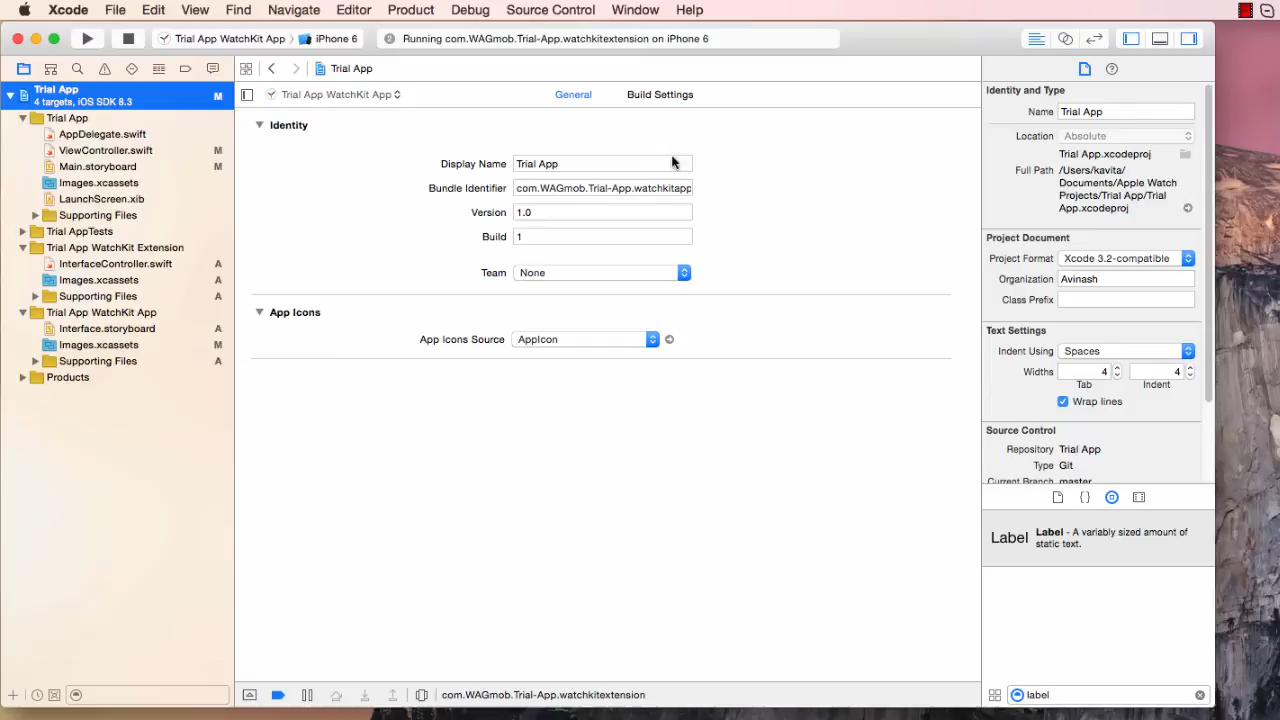 Xcode File Edit View Find Navigate Editor Product Debug Source Control Window Help
Trial App WatchKit App iPhone 6
2 Running com.WAGmob.Trial-App.watchkitextension on iPhone 6
Trial App
4 targets, iOS SDK 8.3 M
Trial App
AppDelegate.swift
ViewController.swift M
Main.storyboard M
Images.xcassets
LaunchScreen.xib
Supporting Files
Trial AppTests
Trial App WatchKit Extension
InterfaceController.swift A
Images.xcassets A
Supporting Files A
Trial App WatchKit App
Interface.storyboard A
Images.xcassets M
Supporting Files A
Products
Trial App
Trial App WatchKit App General Build Settings
Identity
Display Name Trial App
Bundle Identifier com.WAGmob.Trial-App.watchkitapp
Version 1.0
Build 1
Team None
App Icons
App Icons Source AppIcon
com.WAGmob.Trial-App.watchkitextension
Identity and Type
Name Trial App
Location Absolute
Trial App.xcodeproj
Full Path /Users/kavita/
Documents/Apple Watch
Projects/Trial App/Trial
App.xcodeproj
Project Document
Project Format Xcode 3.2-compatible
Organization Avinash
Class Prefix
Text Settings
Indent Using Spaces
Widths 4 4
Tab Indent
Wrap lines
Source Control
Repository Trial App
Type Git
Current Branch master
Label Label - A variably sized amount of
static text.
label